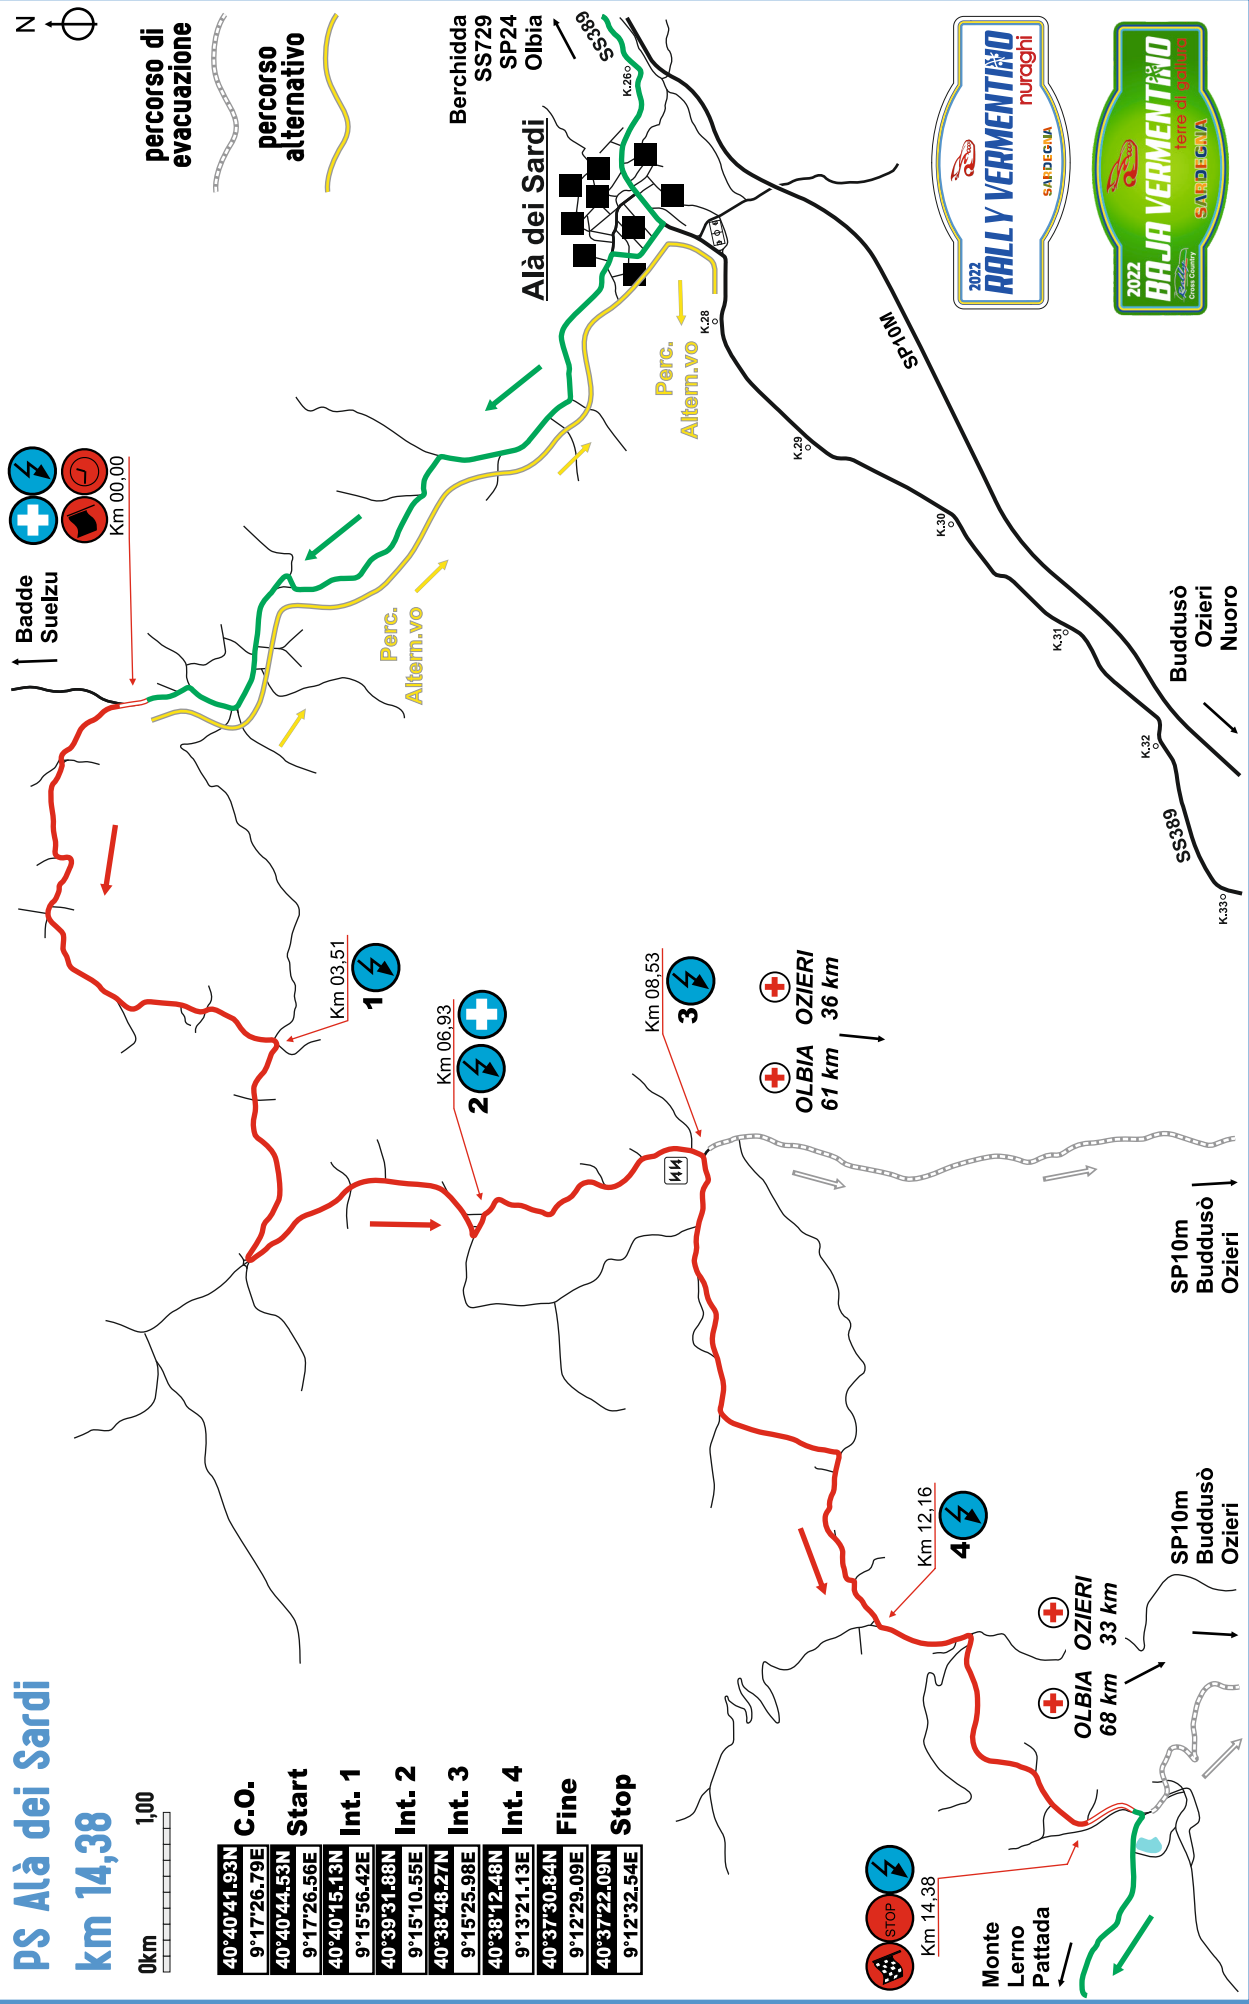 PS Alà dei Sardi
km 14,38
0km 1,00
40°40'41.93N
9°17'26.79E
C.O.
40°40'44.53N
9°17'26.56E
Start
40°40'15.13N
9°15'56.42E
Int. 1
40°39'31.88N
9°15'10.55E
Int. 2
40°38'48.27N
9°15'25.98E
Int. 3
40°38'12.48N
9°13'21.13E
Int. 4
40°37'30.84N
9°12'29.09E
Fine
40°37'22.09N
9°12'32.54E
Stop
Badde
Suelzu
Km 00,00
N
percorso di
evacuazione
percorso
alternativo
Berchidda
SS729
SP24
Olbia
SS389
K.26
Alà dei Sardi
Perc.
Altern.vo
Perc.
Altern.vo
K.28
K.29
K.30
K.31
K.32
K.33
SP10M
SS389
Buddusò
Ozieri
Nuoro
Km 03,51
1
Km 06,93
2
Km 08,53
3
OLBIA
61 km
OZIERI
36 km
SP10m
Buddusò
Ozieri
Km 12,16
4
OLBIA
68 km
OZIERI
33 km
SP10m
Buddusò
Ozieri
STOP
Km 14,38
Monte
Lerno
Pattada
2022
RALLY VERMENTINO
nuraghi
SARDEGNA
2022
BAJA VERMENTINO
terre di gallura
Cross Country
SARDEGNA